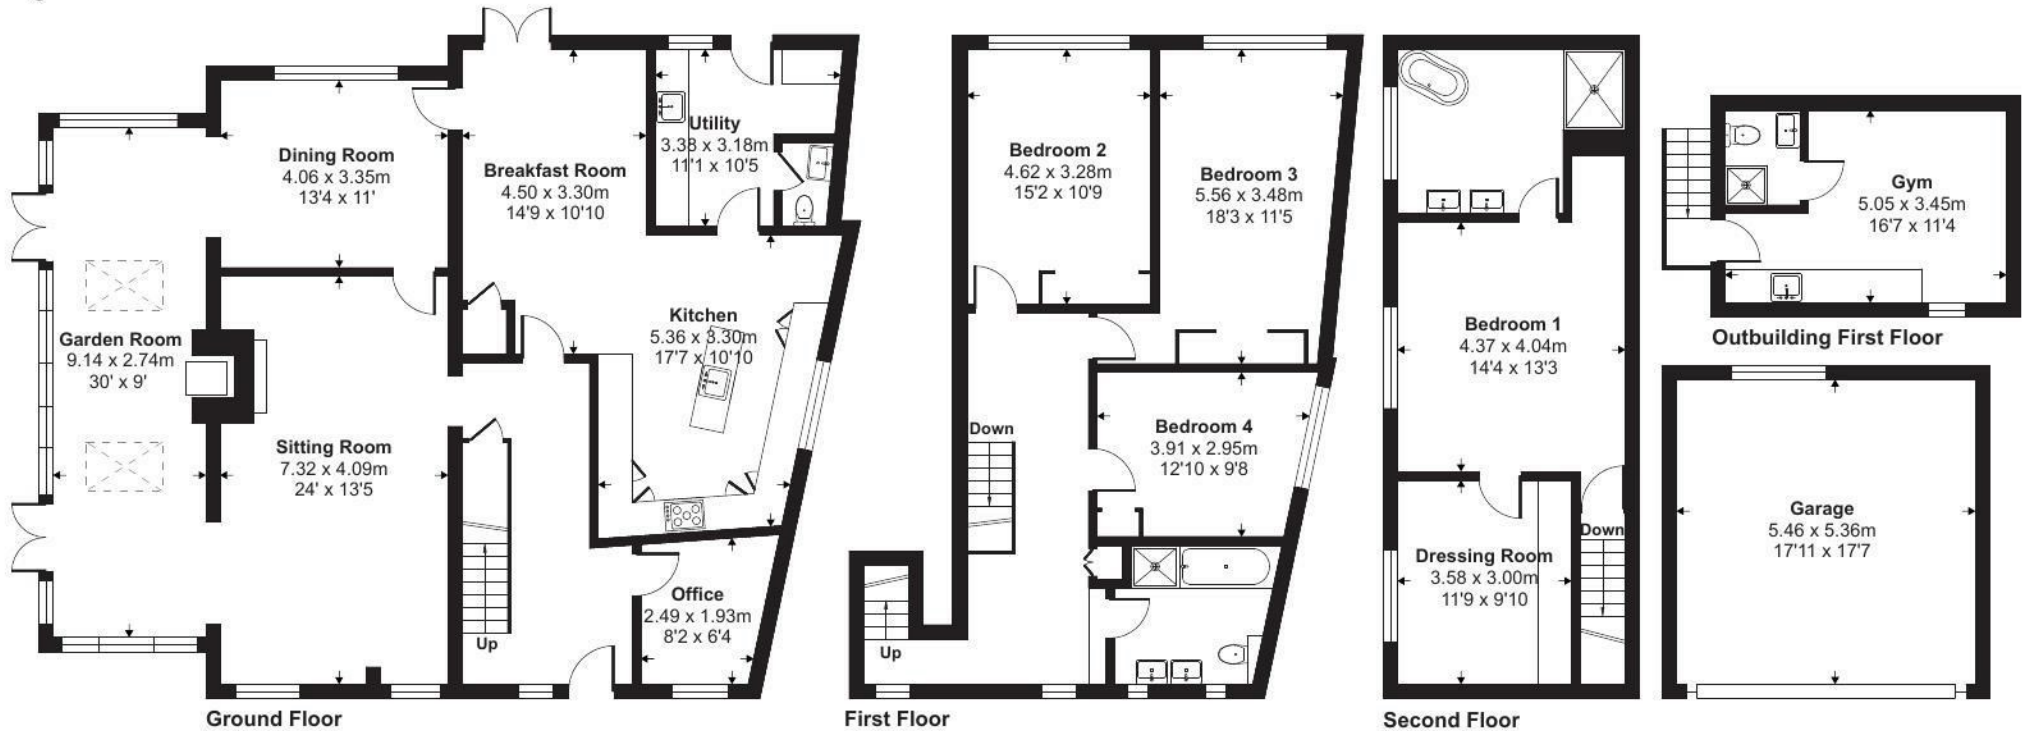 Garden Room
9.14 x 2.74m
30' x 9'
Dining Room
4.06 x 3.35m
13'4 x 11'
Sitting Room
7.32 x 4.09m
24' x 13'5
Breakfast Room
4.50 x 3.30m
14'9 x 10'10
Utility
3.38 x 3.18m
11'1 x 10'5
Kitchen
5.36 x 3.30m
17'7 x 10'10
Office
2.49 x 1.93m
8'2 x 6'4
Up
Ground Floor
Bedroom 2
4.62 x 3.28m
15'2 x 10'9
Bedroom 3
5.56 x 3.48m
18'3 x 11'5
Down
Bedroom 4
3.91 x 2.95m
12'10 x 9'8
Up
First Floor
Bedroom 1
4.37 x 4.04m
14'4 x 13'3
Down
Dressing Room
3.58 x 3.00m
11'9 x 9'10
Second Floor
Gym
5.05 x 3.45m
16'7 x 11'4
Outbuilding First Floor
Garage
5.46 x 5.36m
17'11 x 17'7